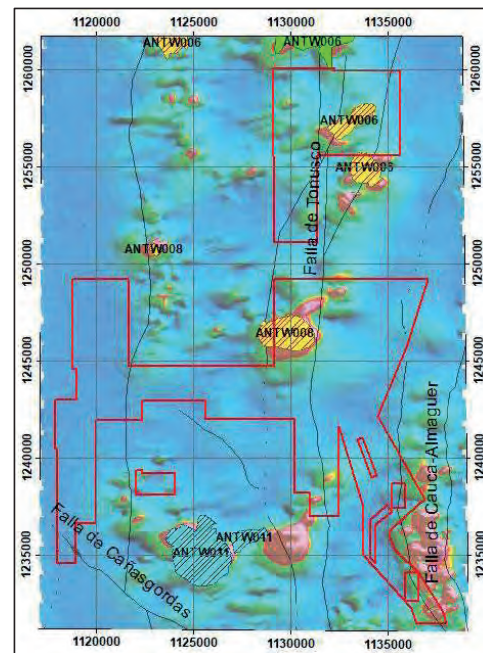 1120000 1125000 1130000 1135000
ANTW006 ANTW006
1260000 1260000
ANTW006
ANTW005
1255000 1255000
Falla de Tonusco
ANTW008
1250000 1250000
ANTW008
1245000 1245000
1240000 1240000
Falla de Cauca-Almaguer
Falla de Cañasgordas
ANTW011
ANTW011
1235000 1235000
1120000 1125000 1130000 1135000